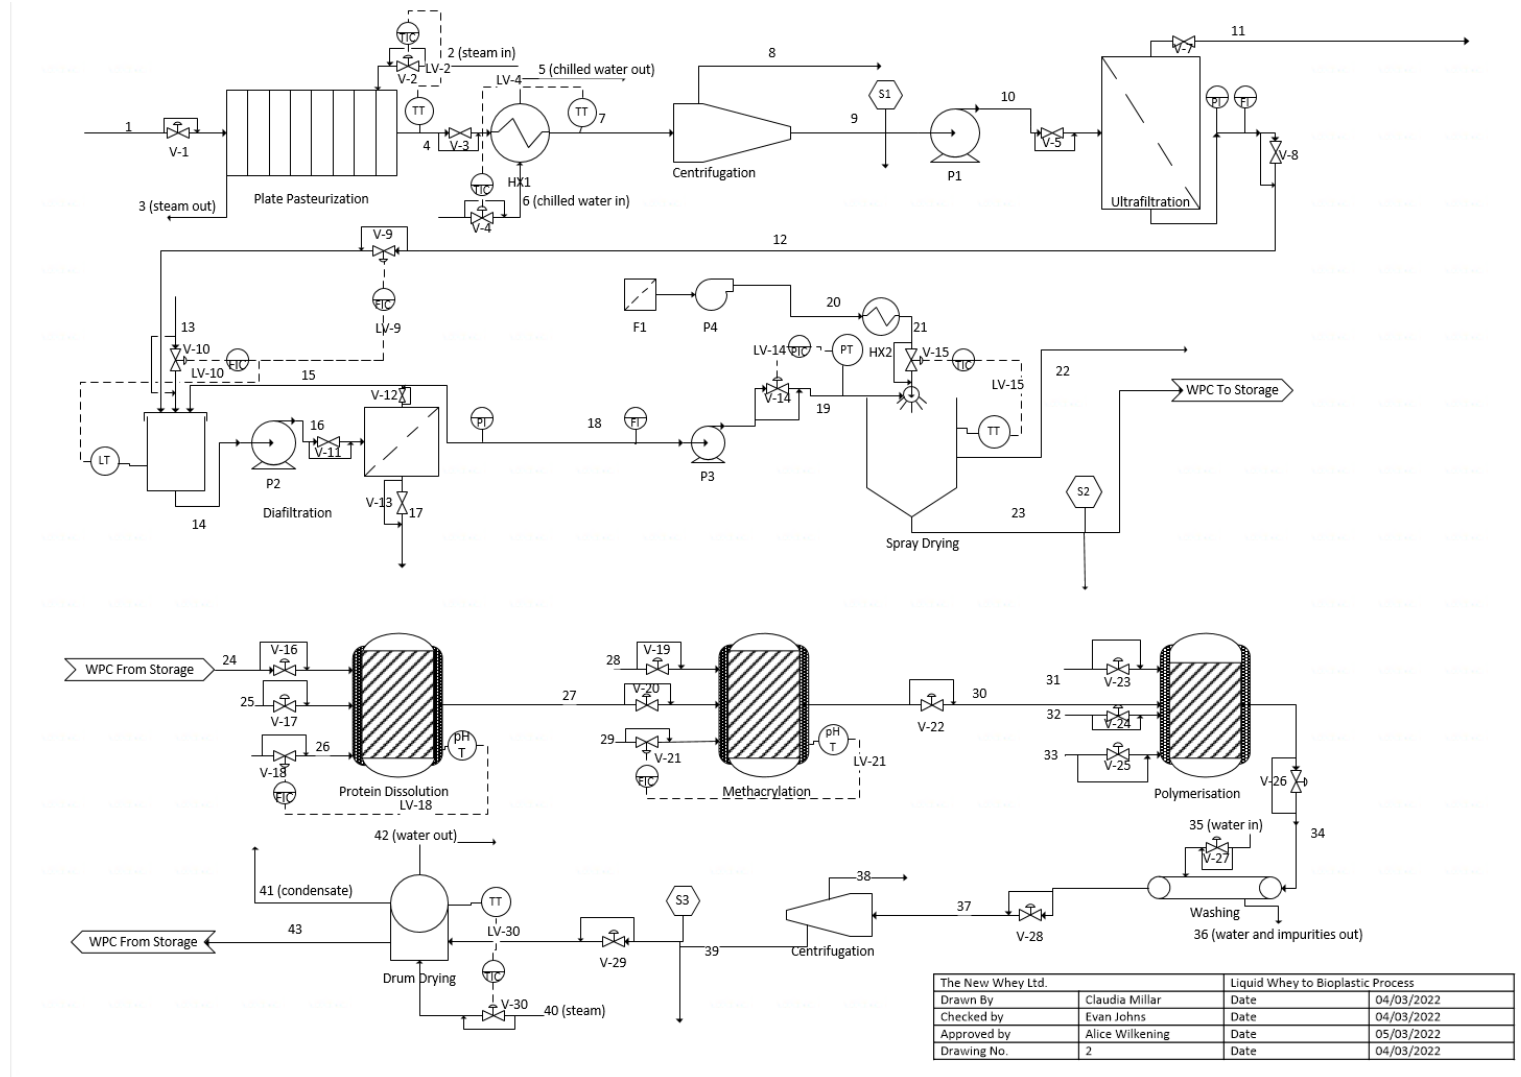 TIC
2 (steam in)
V-2
LV-2
LV-4
5 (chilled water out)
8
11
V-7
1
V-1
TT
4
V-3
TT
7
S1
9
10
V-5
PI
FI
V-8
HX1
Centrifugation
P1
Ultrafiltration
3 (steam out)
Plate Pasteurization
TIC
6 (chilled water in)
V-4
V-9
12
FIC
LV-9
F1
P4
20
21
13
V-10
FIC
LV-10
LV-14
PIC
PT
HX2
V-15
TIC
LV-15
22
15
V-12
V-14
19
WPC To Storage
16
V-11
PI
18
FI
TT
LT
P2
P3
V-13
17
S2
14
Diafiltration
23
Spray Drying
WPC From Storage
24
V-16
28
V-19
31
V-23
25
V-17
27
V-20
V-22
30
32
V-24
26
V-18
pH
T
29
V-21
pH
T
LV-21
33
V-25
FIC
Protein Dissolution
LV-18
FIC
Methacrylation
Polymerisation
V-26
42 (water out)
35 (water in)
34
V-27
41 (condensate)
38
TT
S3
37
Washing
LV-30
V-28
36 (water and impurities out)
WPC From Storage
43
V-29
39
Centrifugation
Drum Drying
TIC
V-30
40 (steam)
The New Whey Ltd. Liquid Whey to Bioplastic Process
Drawn By Claudia Millar Date 04/03/2022
Checked by Evan Johns Date 04/03/2022
Approved by Alice Wilkening Date 05/03/2022
Drawing No. 2 Date 04/03/2022